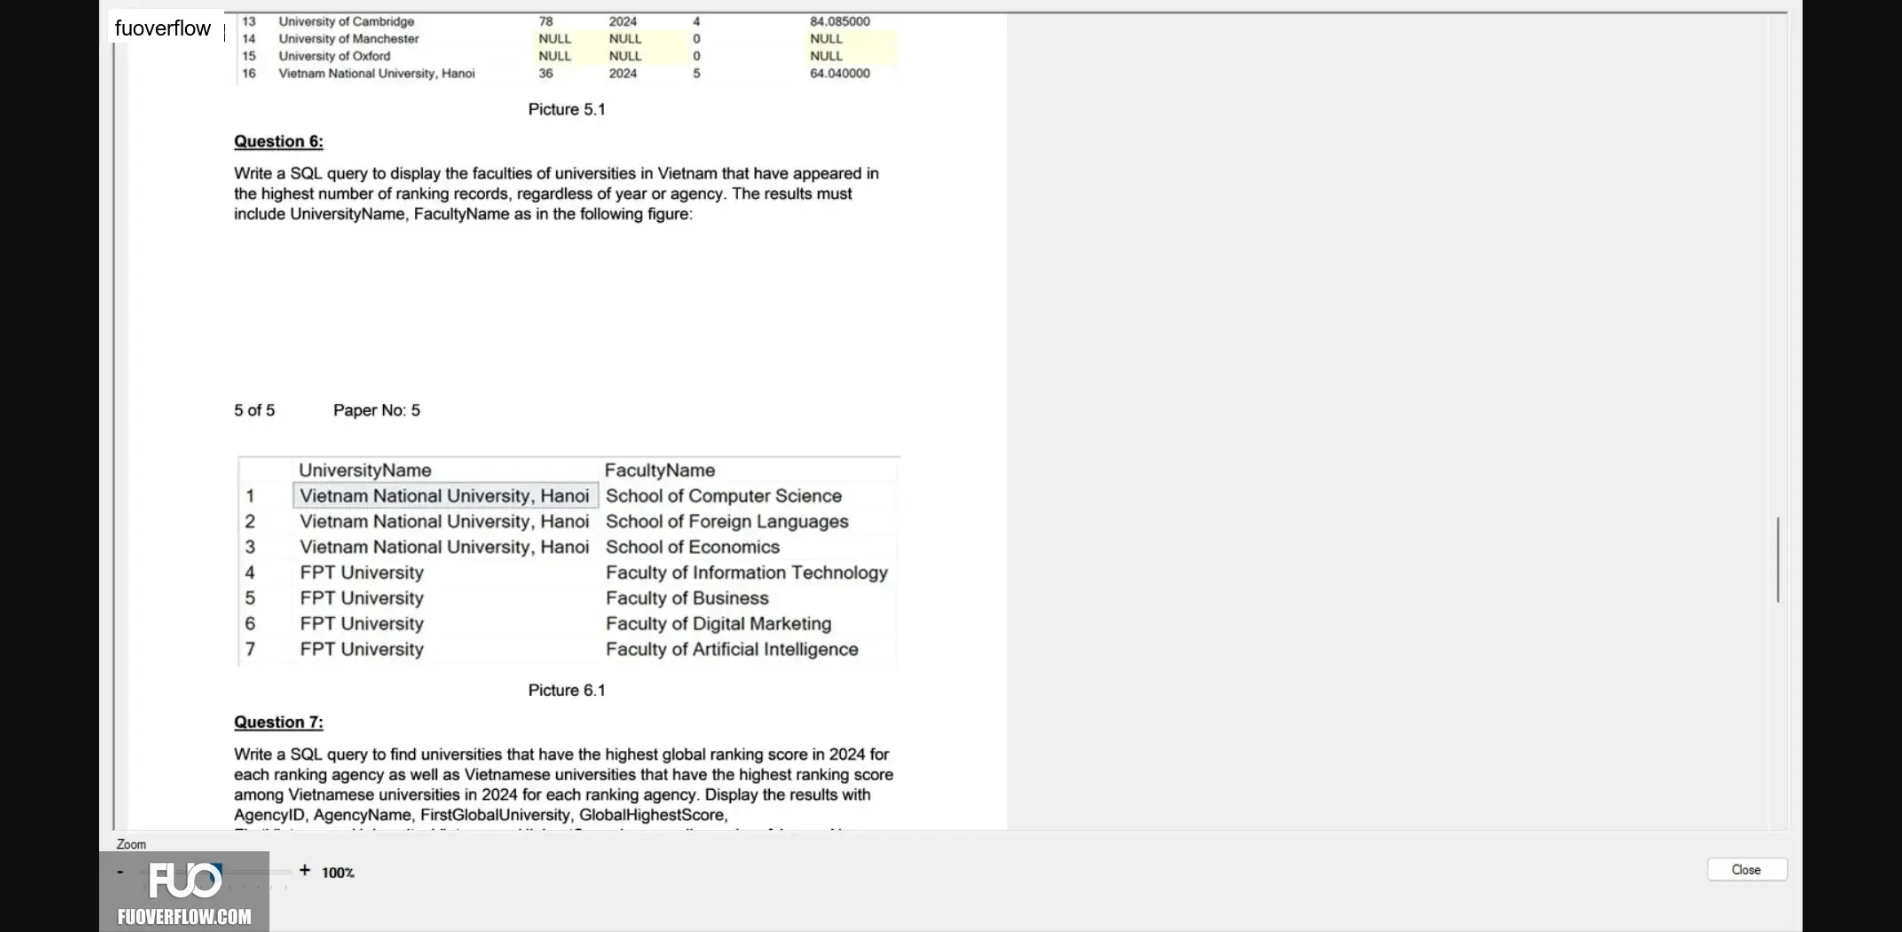 fuoverflow
13 University of Cambridge 78 2024 4 84.085000
14 University of Manchester NULL NULL 0 NULL
15 University of Oxford NULL NULL 0 NULL
16 Vietnam National University, Hanoi 36 2024 5 64.040000
Picture 5.1
Question 6:
Write a SQL query to display the faculties of universities in Vietnam that have appeared in
the highest number of ranking records, regardless of year or agency. The results must
include UniversityName, FacultyName as in the following figure:
5 of 5 Paper No: 5
UniversityName FacultyName
1 Vietnam National University, Hanoi School of Computer Science
2 Vietnam National University, Hanoi School of Foreign Languages
3 Vietnam National University, Hanoi School of Economics
4 FPT University Faculty of Information Technology
5 FPT University Faculty of Business
6 FPT University Faculty of Digital Marketing
7 FPT University Faculty of Artificial Intelligence
Picture 6.1
Question 7:
Write a SQL query to find universities that have the highest global ranking score in 2024 for
each ranking agency as well as Vietnamese universities that have the highest ranking score
among Vietnamese universities in 2024 for each ranking agency. Display the results with
AgencyID, AgencyName, FirstGlobalUniversity, GlobalHighestScore,
Zoom
- + 100%
Close
FUO
FUOVERFLOW.COM